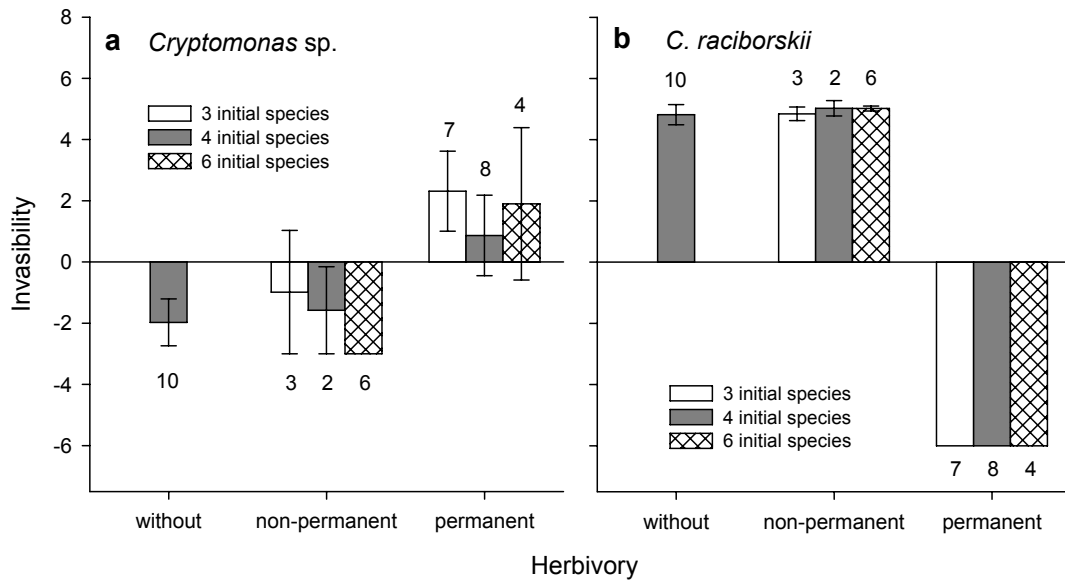 8
6
4
2
0
-2
-4
-6
Invasibility
a Cryptomonas sp.
3 initial species
4 initial species
6 initial species
10
3
2
6
7
8
4
without
non-permanent
permanent
b C. raciborskii
10
3
2
6
3 initial species
4 initial species
6 initial species
7
8
4
without
non-permanent
permanent
Herbivory